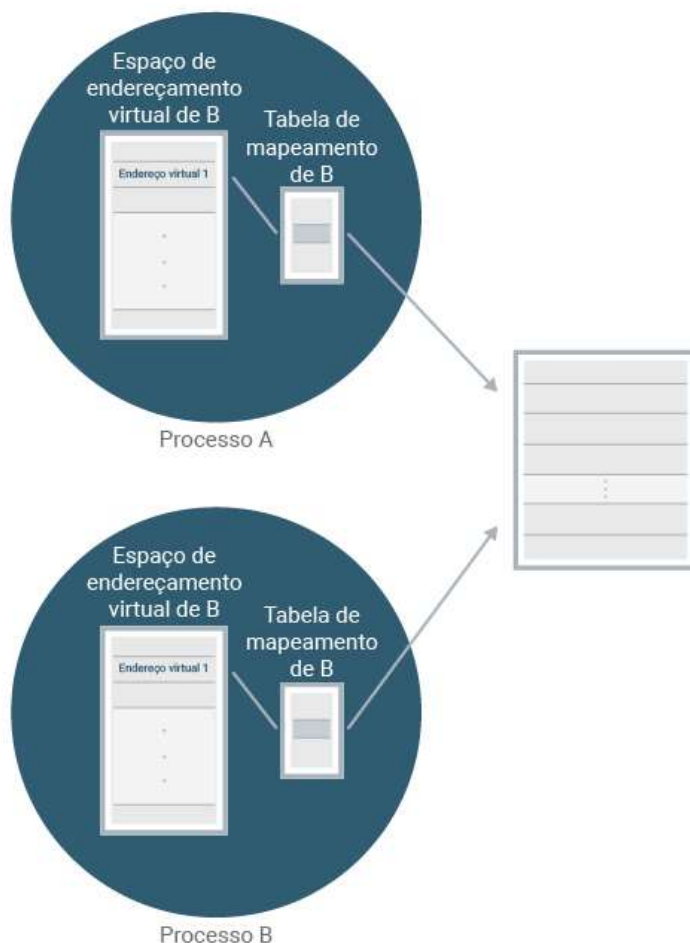 Espaço de
endereçamento
virtual de B
Tabela de
mapeamento
de B
Endereço virtual 1
Processo A
Espaço de
endereçamento
virtual de B
Tabela de
mapeamento
de B
Endereço virtual 1
Processo B